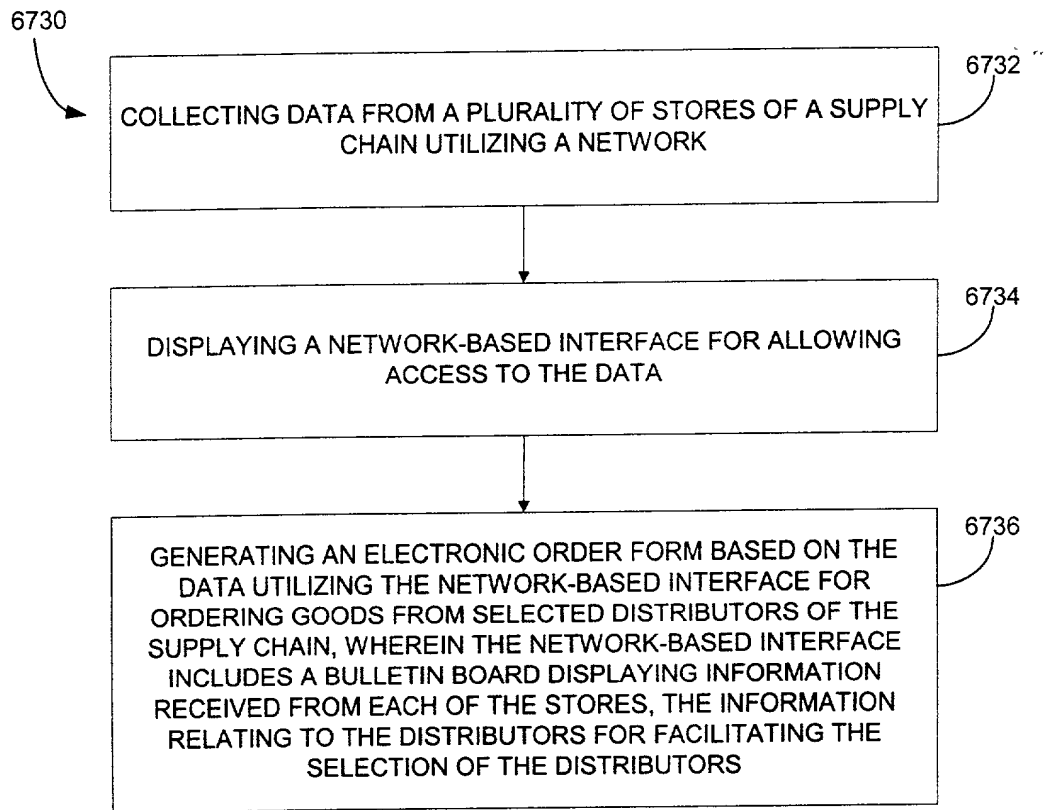 6730
6732
COLLECTING DATA FROM A PLURALITY OF STORES OF A SUPPLY
CHAIN UTILIZING A NETWORK
6734
DISPLAYING A NETWORK-BASED INTERFACE FOR ALLOWING
ACCESS TO THE DATA
6736
GENERATING AN ELECTRONIC ORDER FORM BASED ON THE
DATA UTILIZING THE NETWORK-BASED INTERFACE FOR
ORDERING GOODS FROM SELECTED DISTRIBUTORS OF THE
SUPPLY CHAIN, WHEREIN THE NETWORK-BASED INTERFACE
INCLUDES A BULLETIN BOARD DISPLAYING INFORMATION
RECEIVED FROM EACH OF THE STORES, THE INFORMATION
RELATING TO THE DISTRIBUTORS FOR FACILITATING THE
SELECTION OF THE DISTRIBUTORS